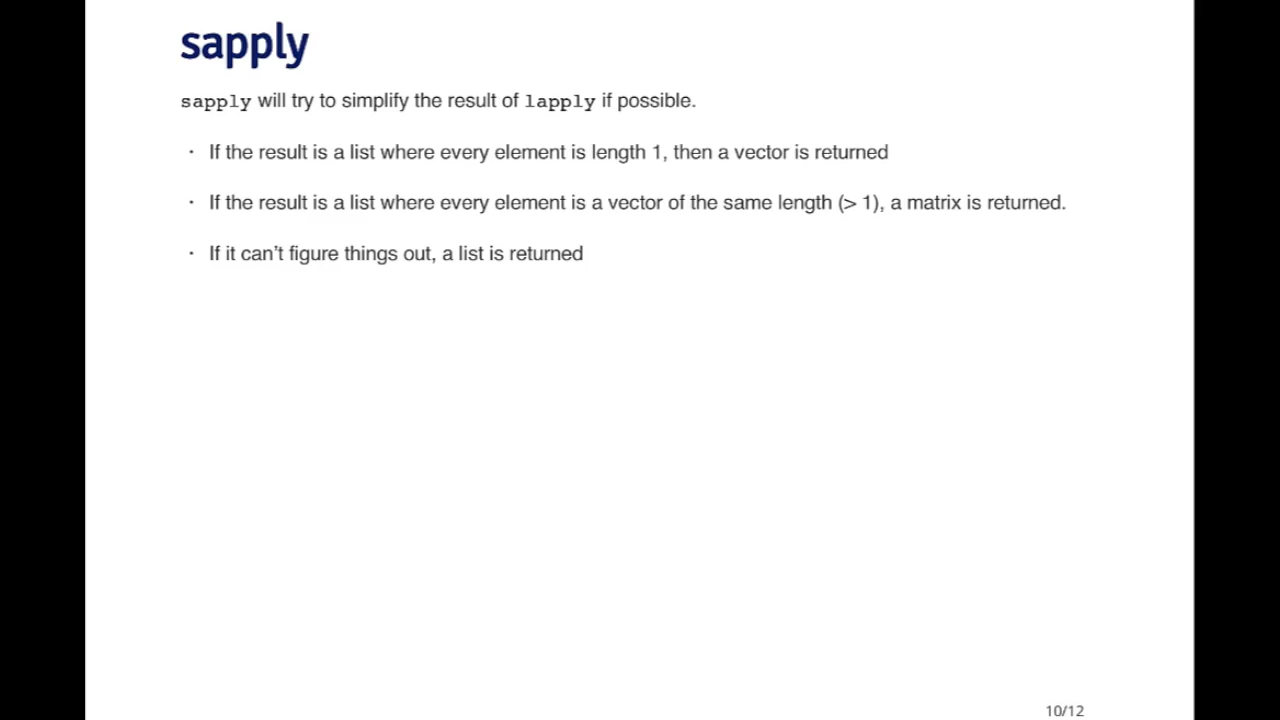 sapply
sapply will try to simplify the result of lapply if possible.
· If the result is a list where every element is length 1, then a vector is returned
· If the result is a list where every element is a vector of the same length (> 1), a matrix is returned.
· If it can't figure things out, a list is returned
10/12